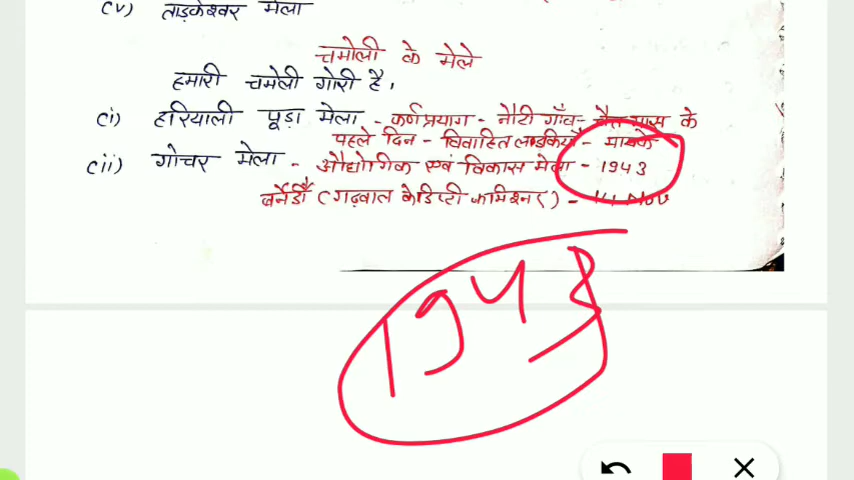 (v) ताड़केश्वर मेला
चमोली के मेले
हमारी चमेली गोरी है,
(i) हरियाली पूड़ा मेला - कर्णप्रयाग - नौटी गाँव - चैत मास के
पहले दिन - विवाहित लड़कियाँ - मायके
(ii) गोचर मेला - औद्योगिक एवं विकास मेला - 1943
बर्नेडी (गढ़वाल के डिप्टी कमिश्नर) - 14 Nov
1943